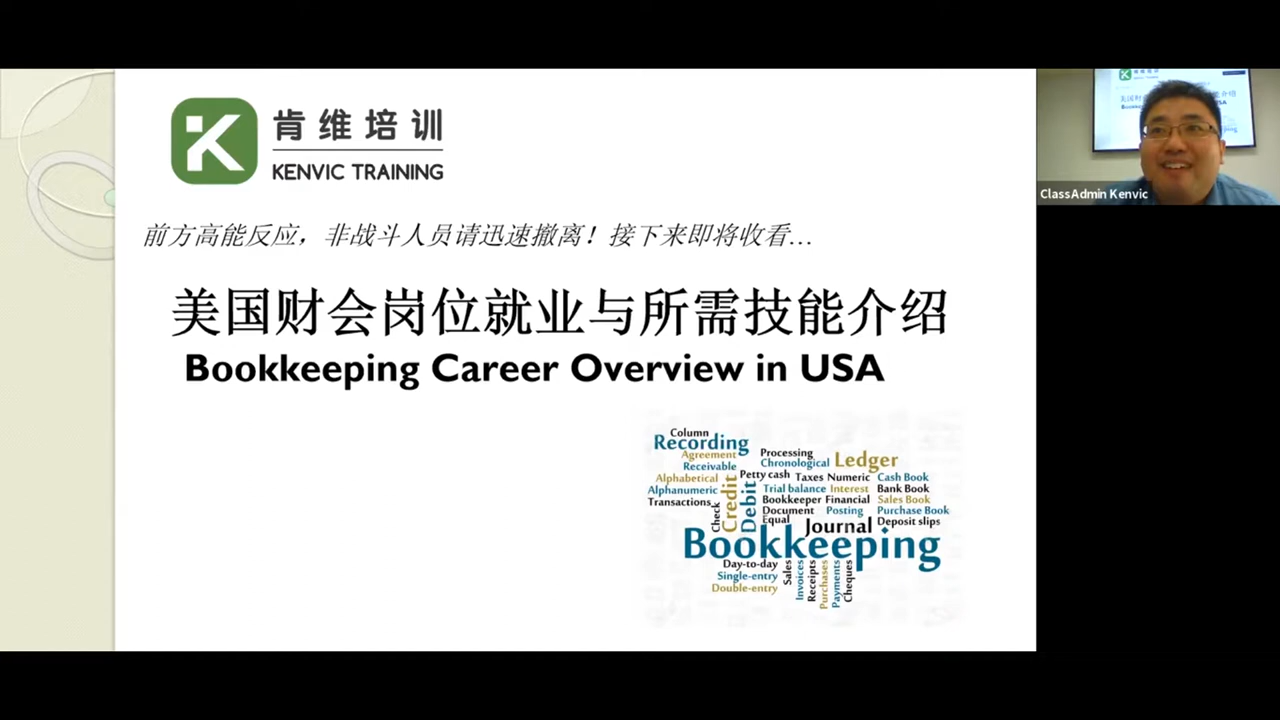 肯维培训
KENVIC TRAINING
前方高能反应，非战斗人员请迅速撤离！接下来即将收看...
美国财会岗位就业与所需技能介绍
Bookkeeping Career Overview in USA
Column
Recording
Agreement
Receivable
Alphabetical
Alphanumeric
Transactions
Check
Credit
Debit
Petty cash
Processing
Chronological
Ledger
Taxes Numeric
Cash Book
Trial balance Interest
Bank Book
Bookkeeper Financial
Sales Book
Document Posting
Purchase Book
Equal
Journal
Deposit slips
Bookkeeping
Day-to-day
Single-entry
Double-entry
Sales
Invoices
Receipts
Purchases
Payments
Cheques
ClassAdmin Kenvic